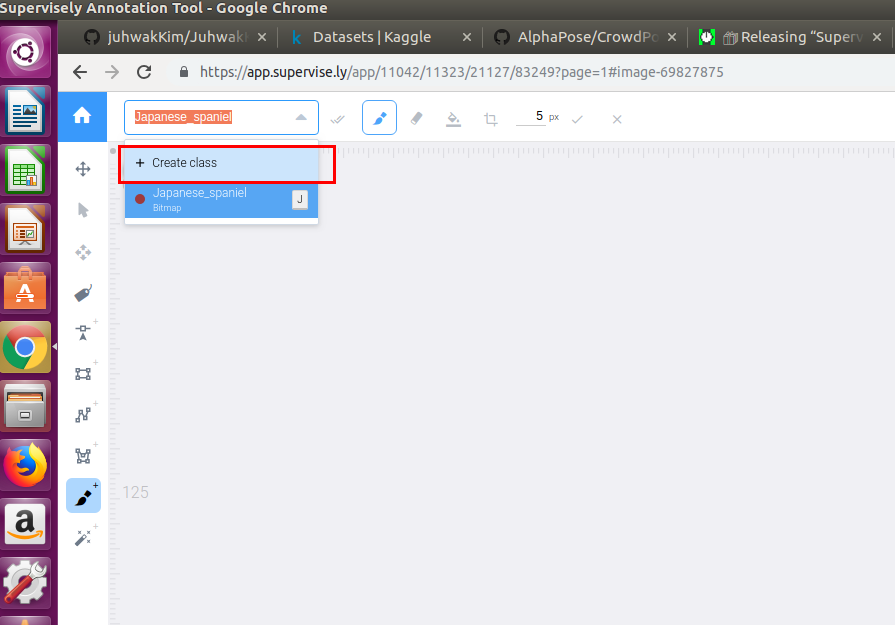 Supervisely Annotation Tool - Google Chrome
juhwakKim/Juhwak
Datasets | Kaggle
AlphaPose/CrowdPo
Releasing “Superv
https://app.supervise.ly/app/11042/11323/21127/83249?page=1#image-69827875
Japanese_spaniel
5 px
+ Create class
Japanese_spaniel
Bitmap
J
125